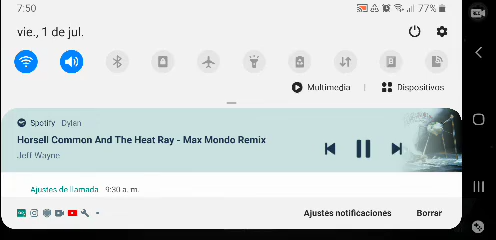 7:50
77%
vie., 1 de jul.
Multimedia | Dispositivos
Spotify · Dylan
Horsell Common And The Heat Ray - Max Mondo Remix
Jeff Wayne
Ajustes de llamada 9:30 a. m.
Ajustes notificaciones Borrar